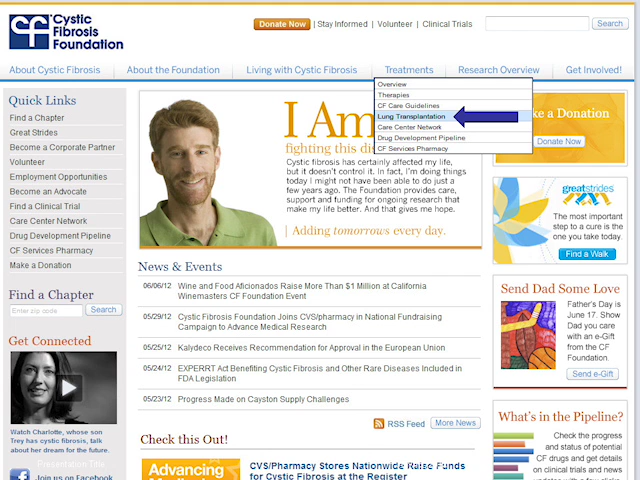 Cystic
Fibrosis
Foundation
Donate Now | Stay Informed | Volunteer | Clinical Trials
Search
About Cystic Fibrosis
About the Foundation
Living with Cystic Fibrosis
Treatments
Research Overview
Get Involved!
Overview
Therapies
CF Care Guidelines
Lung Transplantation
Care Center Network
Drug Development Pipeline
CF Services Pharmacy
Quick Links
Find a Chapter
Great Strides
Become a Corporate Partner
Volunteer
Employment Opportunities
Become an Advocate
Find a Clinical Trial
Care Center Network
Drug Development Pipeline
CF Services Pharmacy
Make a Donation
Find a Chapter
Enter zip code
Search
Get Connected
Watch Charlotte, whose son
Trey has cystic fibrosis, talk
about her dream for the future.
Presentation Title
Join us on Facebook
I Am
fighting this dis
Cystic fibrosis has certainly affected my life,
but it doesn't control it. In fact, I'm doing things
today I might not have been able to do just a
few years ago. The Foundation provides care,
support and funding for ongoing research that
make my life better. And that gives me hope.
| Adding tomorrows every day.
News & Events
06/06/12 Wine and Food Aficionados Raise More Than $1 Million at California
Winemasters CF Foundation Event
05/29/12 Cystic Fibrosis Foundation Joins CVS/pharmacy in National Fundraising
Campaign to Advance Medical Research
05/25/12 Kalydeco Receives Recommendation for Approval in the European Union
05/24/12 EXPERRT Act Benefiting Cystic Fibrosis and Other Rare Diseases Included in
FDA Legislation
05/23/12 Progress Made on Cayston Supply Challenges
RSS Feed
More News
Check this Out!
Advancing
CVS/Pharmacy Stores Nationwide Raise Funds
for Cystic Fibrosis at the Register
ke a Donation
Donate Now
greatstrides
The most important
step to a cure is the
one you take today.
Find a Walk
Send Dad Some Love
Father's Day is
June 17. Show
Dad you care
with an e-Gift
from the CF
Foundation.
Send e-Gift
What's in the Pipeline?
Check the progress
and status of potential
CF drugs and get details
on clinical trials and news